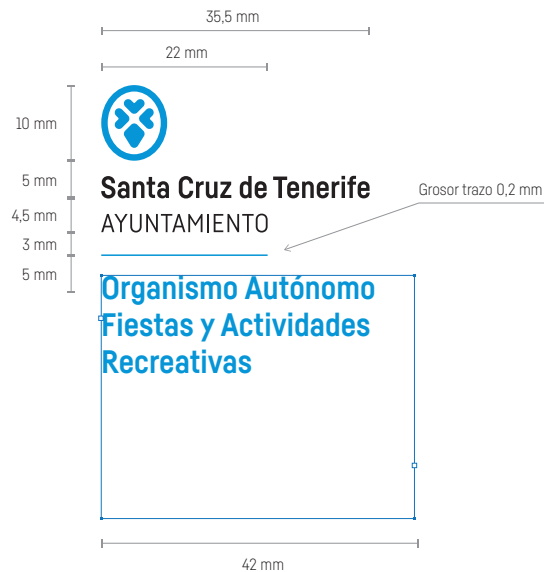 35,5 mm
22 mm
10 mm
5 mm
Santa Cruz de Tenerife
Grosor trazo 0,2 mm
4,5 mm
AYUNTAMIENTO
3 mm
5 mm
Organismo Autónomo
Fiestas y Actividades
Recreativas
42 mm